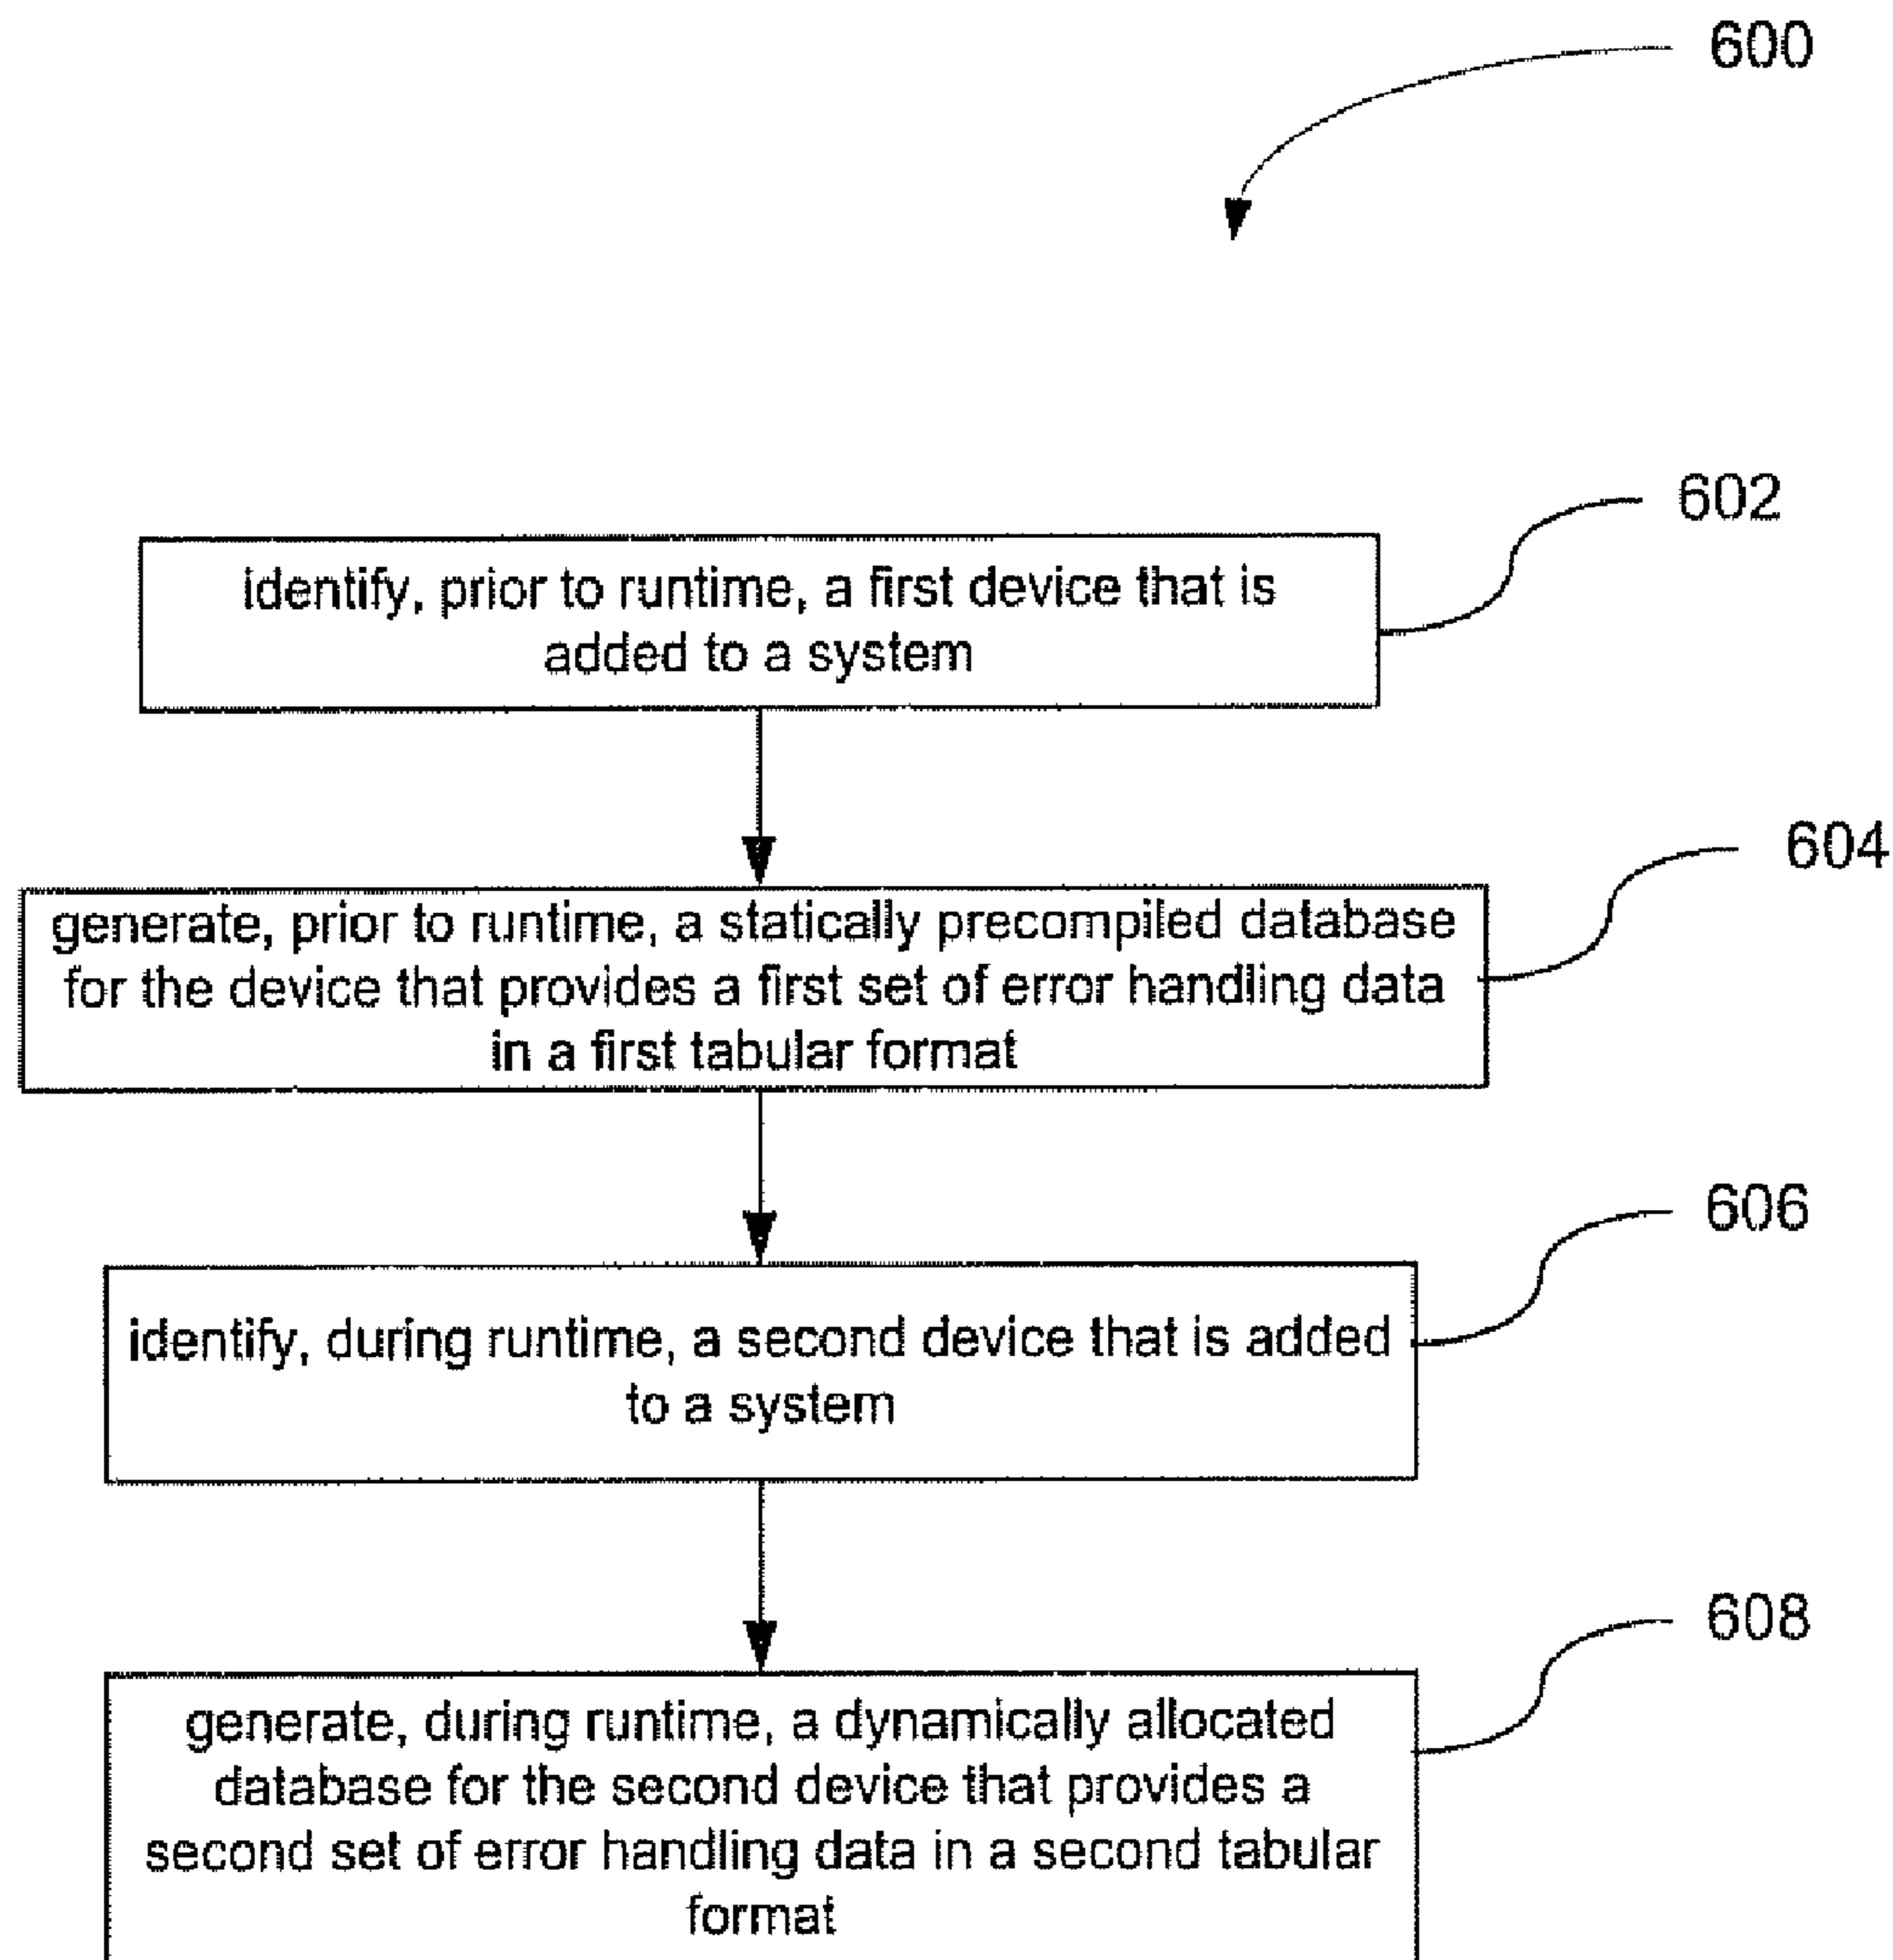 600
602
identify, prior to runtime, a first device that is
added to a system
604
generate, prior to runtime, a statically precompiled database
for the device that provides a first set of error handling data
in a first tabular format
606
identify, during runtime, a second device that is added
to a system
608
generate, during runtime, a dynamically allocated
database for the second device that provides a
second set of error handling data in a second tabular
format